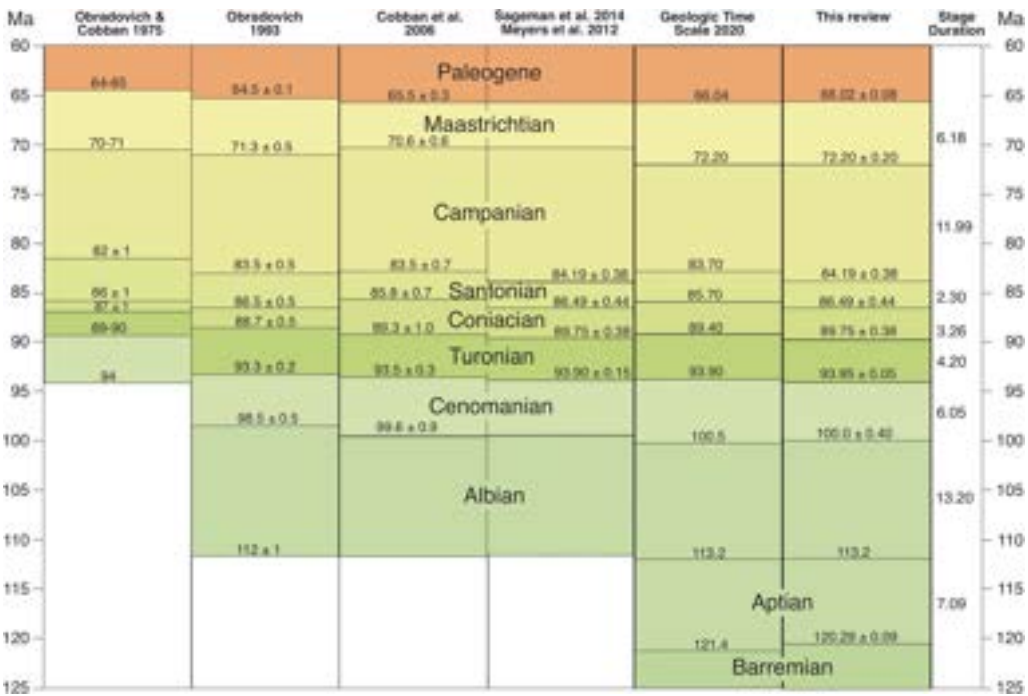 Ma
Obradovich &
Cobban 1975
Obradovich
1993
Cobban et al.
2006
Sageman et al. 2014
Meyers et al. 2012
Geologic Time
Scale 2020
This review
Stage
Duration
Ma
60
60
Paleogene
64-65
64.5 ± 0.1
65.5 ± 0.3
66.04
66.02 ± 0.08
65
65
Maastrichtian
6.18
70-71
71.3 ± 0.5
70.6 ± 0.6
72.20
72.20 ± 0.20
70
70
75
75
Campanian
11.99
80
80
82 ± 1
83.5 ± 0.5
83.5 ± 0.7
84.19 ± 0.38
83.70
84.19 ± 0.38
85
85
Santonian
2.30
86 ± 1
86.5 ± 0.5
85.8 ± 0.7
86.49 ± 0.44
85.70
86.49 ± 0.44
87 ± 1
Coniacian
3.26
89-90
88.7 ± 0.5
89.3 ± 1.0
89.75 ± 0.38
89.40
89.75 ± 0.38
90
90
Turonian
4.20
94
93.3 ± 0.2
93.5 ± 0.3
93.90 ± 0.15
93.90
93.95 ± 0.05
95
95
Cenomanian
6.05
98.5 ± 0.5
99.6 ± 0.9
100.5
100.0 ± 0.40
100
100
105
105
Albian
13.20
110
110
112 ± 1
113.2
113.2
115
115
Aptian
7.09
120
120
121.4
120.29 ± 0.09
Barremian
125
125